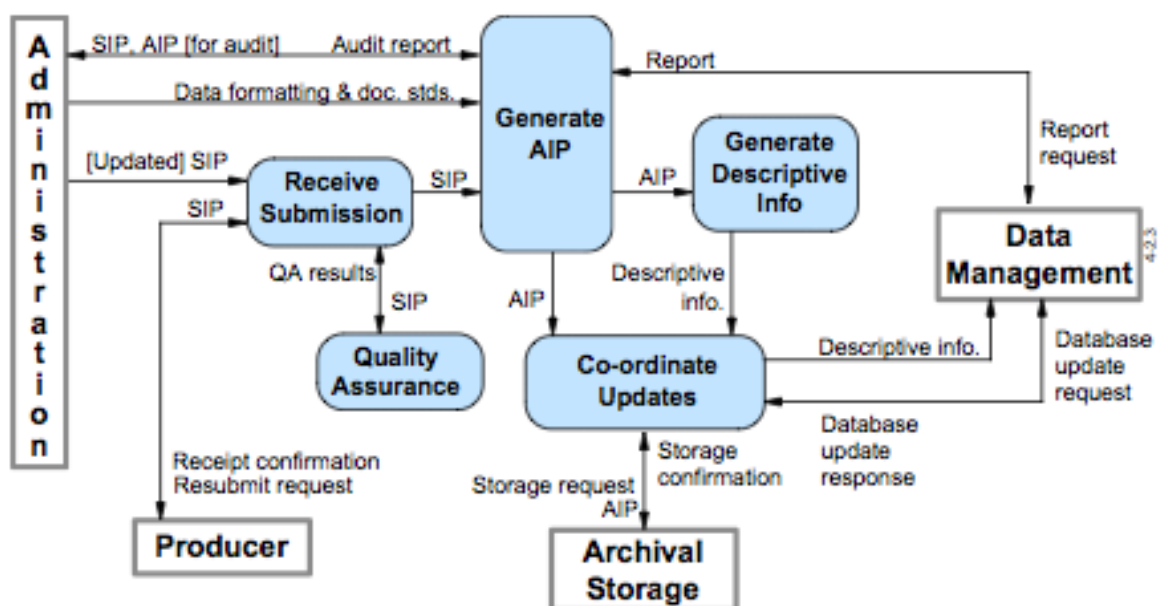 Administration
SIP, AIP [for audit]
Audit report
Data formatting & doc. stds.
[Updated] SIP
SIP
Receive
Submission
SIP
Generate
AIP
Report
Report
request
AIP
Generate
Descriptive
Info
Data
Management
4-2.3
QA results
SIP
Quality
Assurance
AIP
Descriptive
info.
Co-ordinate
Updates
Descriptive info.
Database
update
request
Database
update
response
Storage
confirmation
Storage request
AIP
Receipt confirmation
Resubmit request
Producer
Archival
Storage